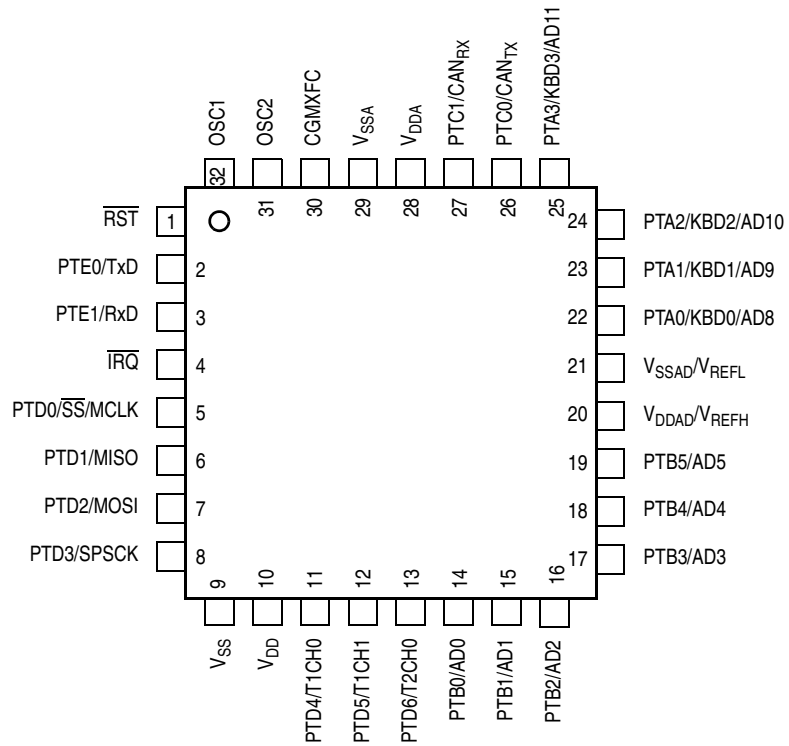 OSC1
OSC2
CGMXFC
VSSA
VDDA
PTC1/CANRX
PTC0/CANTX
PTA3/KBD3/AD11
32
31
30
29
28
27
26
25
RST
1
PTE0/TxD
2
PTE1/RxD
3
IRQ
4
PTD0/SS/MCLK
5
PTD1/MISO
6
PTD2/MOSI
7
PTD3/SPSCK
8
24
PTA2/KBD2/AD10
23
PTA1/KBD1/AD9
22
PTA0/KBD0/AD8
21
VSSAD/VREFL
20
VDDAD/VREFH
19
PTB5/AD5
18
PTB4/AD4
17
PTB3/AD3
9
10
11
12
13
14
15
16
VSS
VDD
PTD4/T1CH0
PTD5/T1CH1
PTD6/T2CH0
PTB0/AD0
PTB1/AD1
PTB2/AD2